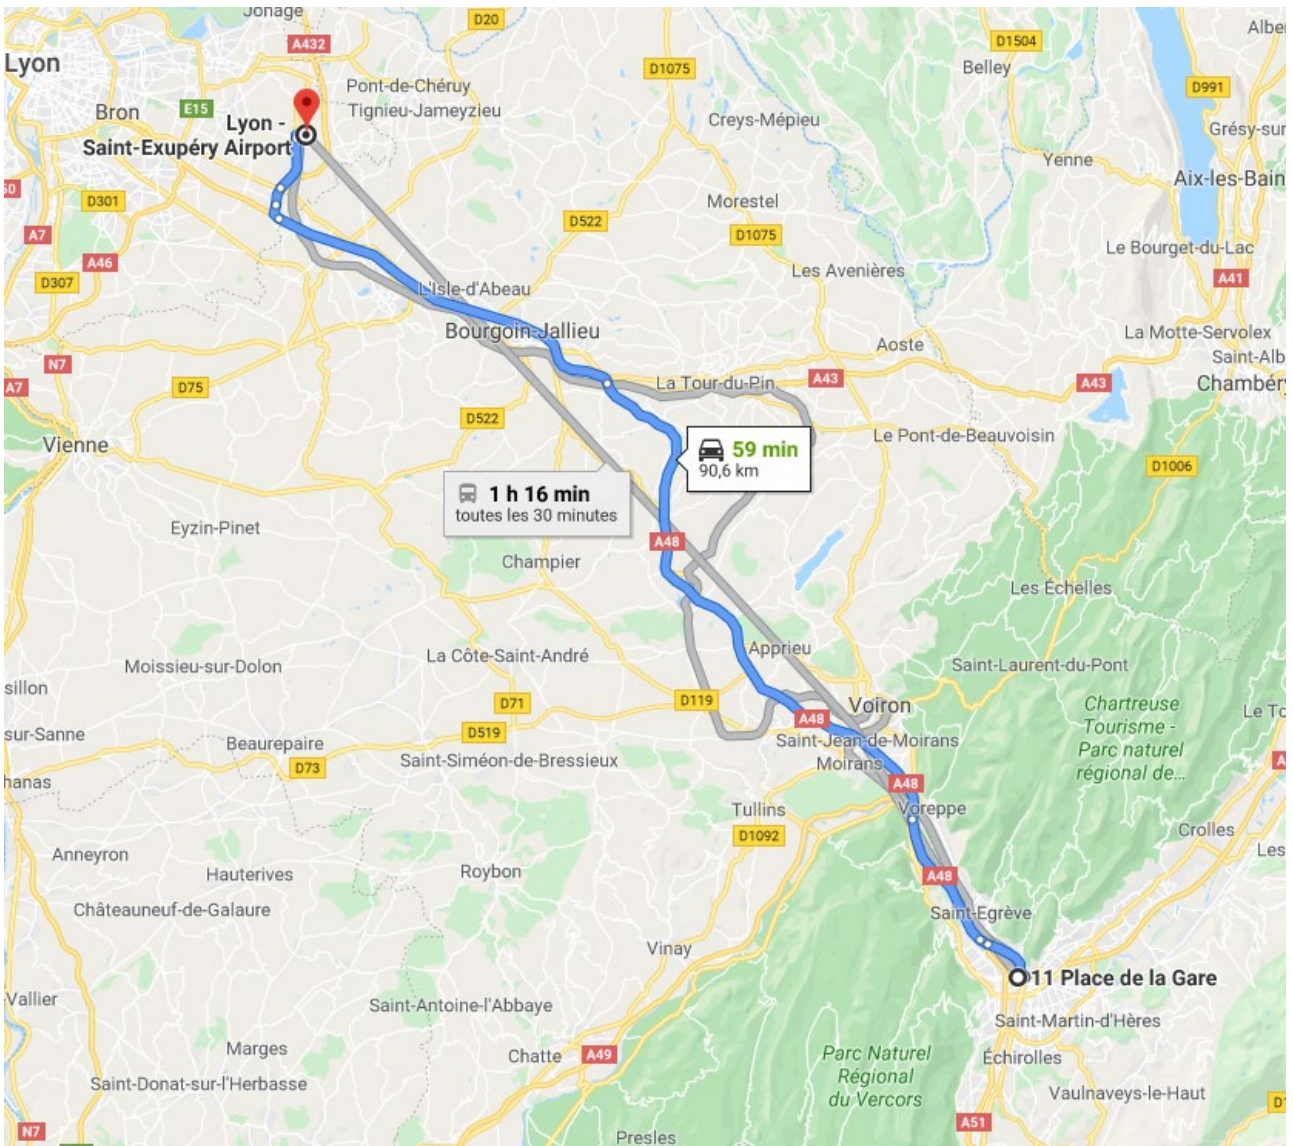 Jonage
D20
Lyon
A432
D1504
Alber
Belley
D1075
Pont-de-Chéruy
D991
Bron
E15
Tignieu-Jameyzieu
Creys-Mépieu
Grésy-sur
Lyon -
Saint-Exupéry Airport
Yenne
Aix-les-Bain
D301
Morestel
A7
D522
D1075
A46
Le Bourget-du-Lac
D307
Les Avenières
A41
L'Isle-d'Abeau
Bourgoin-Jallieu
La Motte-Servolex
Aoste
N7
Saint-Alb
A7
D75
La Tour-du-Pin
A43
A43
Chambéry
D522
Vienne
Le Pont-de-Beauvoisin
59 min
90,6 km
D1006
1 h 16 min
toutes les 30 minutes
Eyzin-Pinet
A48
Champier
Les Échelles
Apprieu
La Côte-Saint-André
Moissieu-sur-Dolon
Saint-Laurent-du-Pont
sillon
D71
D119
Voiron
Chartreuse
Tourisme -
Parc naturel
régional de...
Le To
A48
sur-Sanne
D519
Beaurepaire
Saint-Jean-de-Moirans
Saint-Siméon-de-Bressieux
Moirans
D73
hanas
A48
Tullins
Voreppe
D1092
Crolles
Les
Anneyron
Hauterives
Roybon
A48
Châteauneuf-de-Galaure
Saint-Egrève
Vinay
11 Place de la Gare
-Vallier
Saint-Antoine-l'Abbaye
Saint-Martin-d'Hères
Marges
Chatte
A49
Parc Naturel
Régional
du Vercors
Échirolles
Saint-Donat-sur-l'Herbasse
Vaulnaveys-le-Haut
A51
N7
Presles